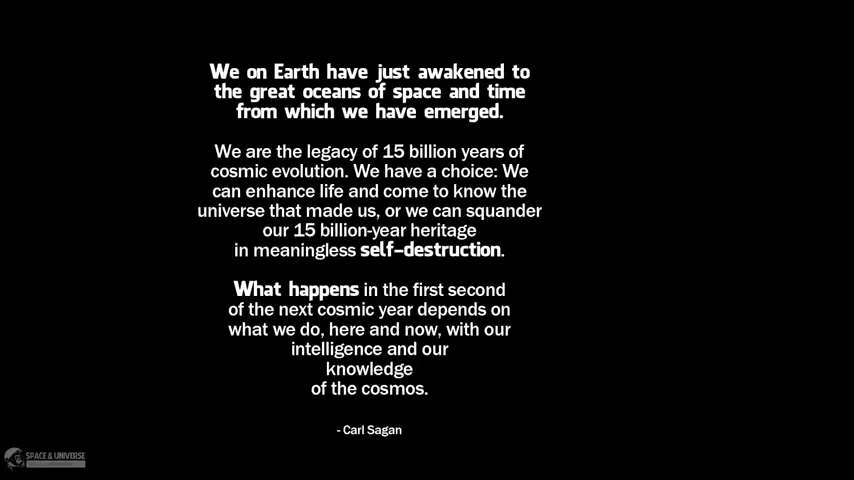 We on Earth have just awakened to
the great oceans of space and time
from which we have emerged.
We are the legacy of 15 billion years of
cosmic evolution. We have a choice: We
can enhance life and come to know the
universe that made us, or we can squander
our 15 billion-year heritage
in meaningless self-destruction.
What happens in the first second
of the next cosmic year depends on
what we do, here and now, with our
intelligence and our
knowledge
of the cosmos.
- Carl Sagan
SPACE & UNIVERSE